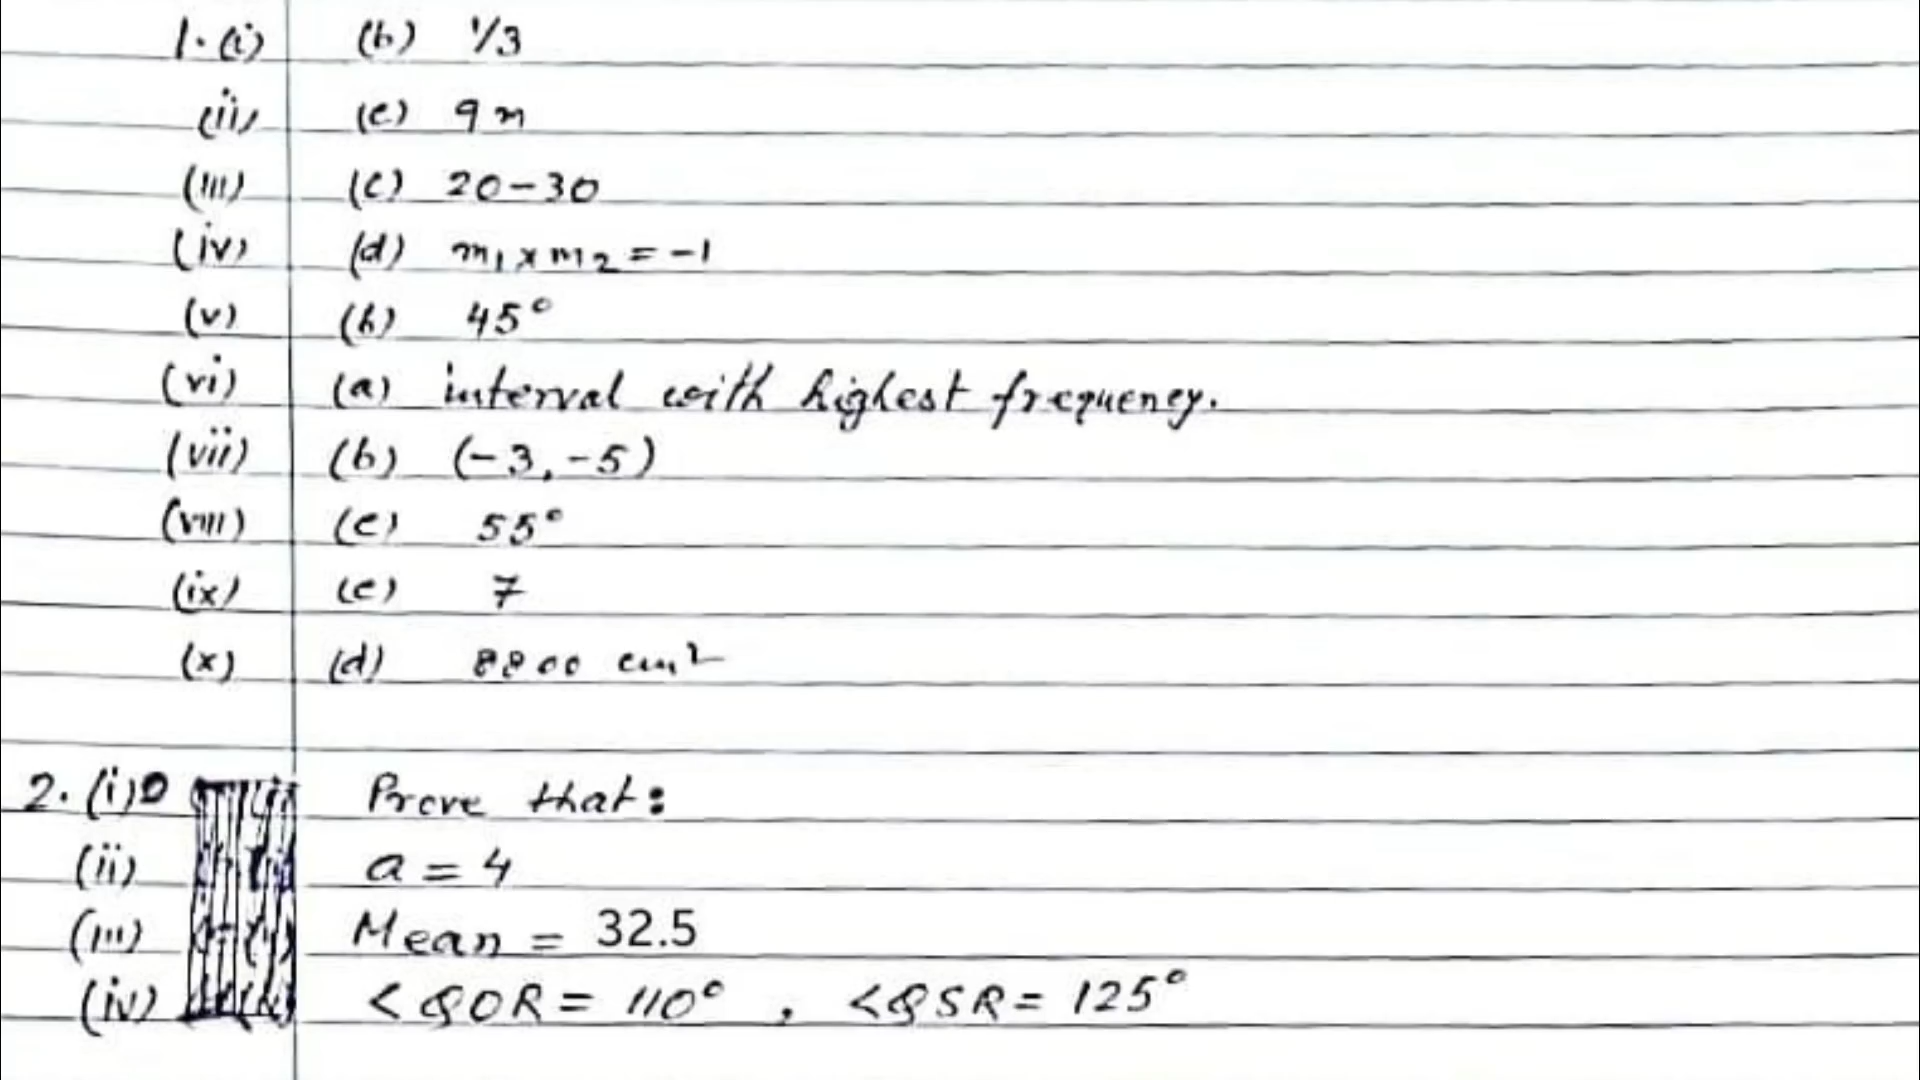 1. (i) (b) 1/3
(ii) (c) 9m
(iii) (c) 20-30
(iv) (d) m₁ x m₂ = -1
(v) (b) 45°
(vi) (a) interval with highest frequency.
(vii) (b) (-3, -5)
(viii) (c) 55°
(ix) (c) 7
(x) (d) 8800 cm²
2. (i) Prove that:
(ii) a = 4
(iii) Mean = 32.5
(iv) <QOR = 110°, <QSR = 125°